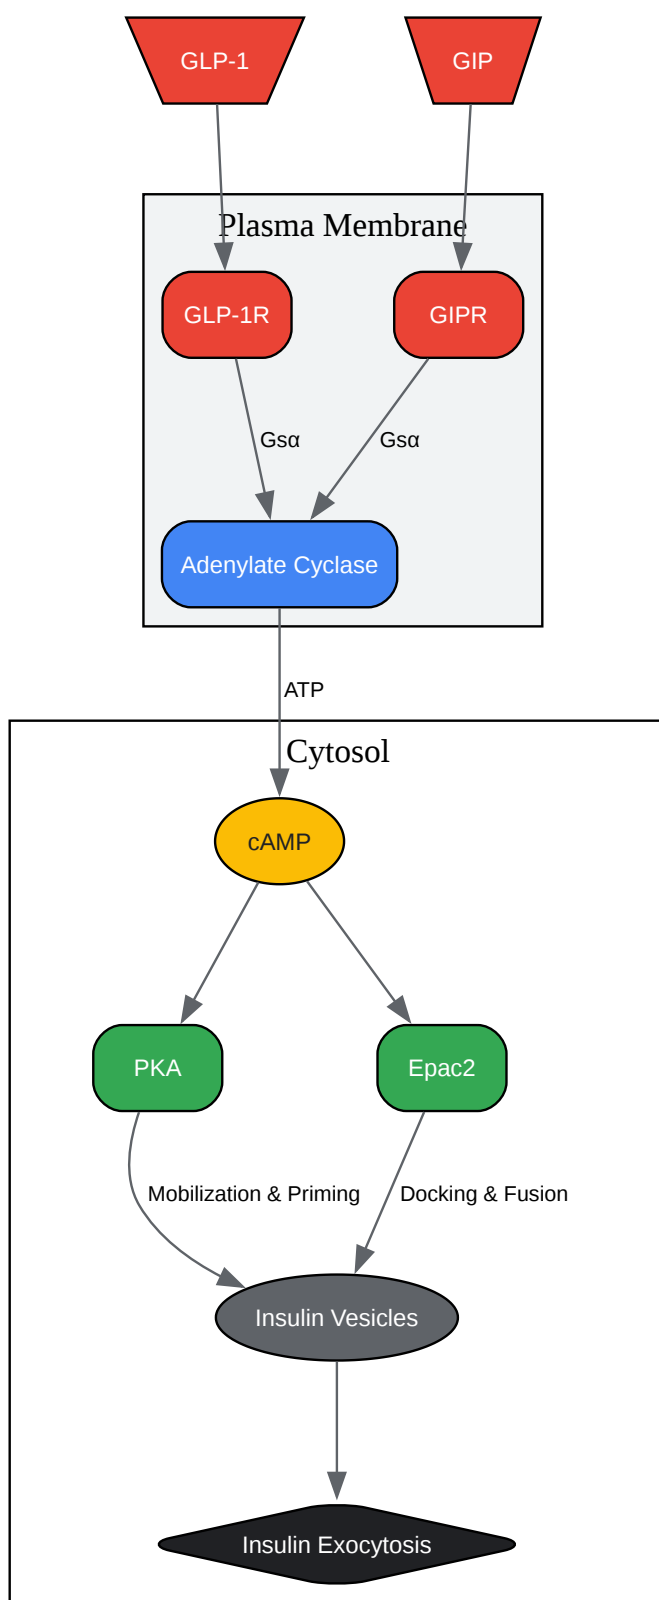 GLP-1
GIP
Plasma Membrane
GLP-1R
GIPR
Gsα
Gsα
Adenylate Cyclase
ATP
Cytosol
cAMP
PKA
Epac2
Mobilization & Priming
Docking & Fusion
Insulin Vesicles
Insulin Exocytosis